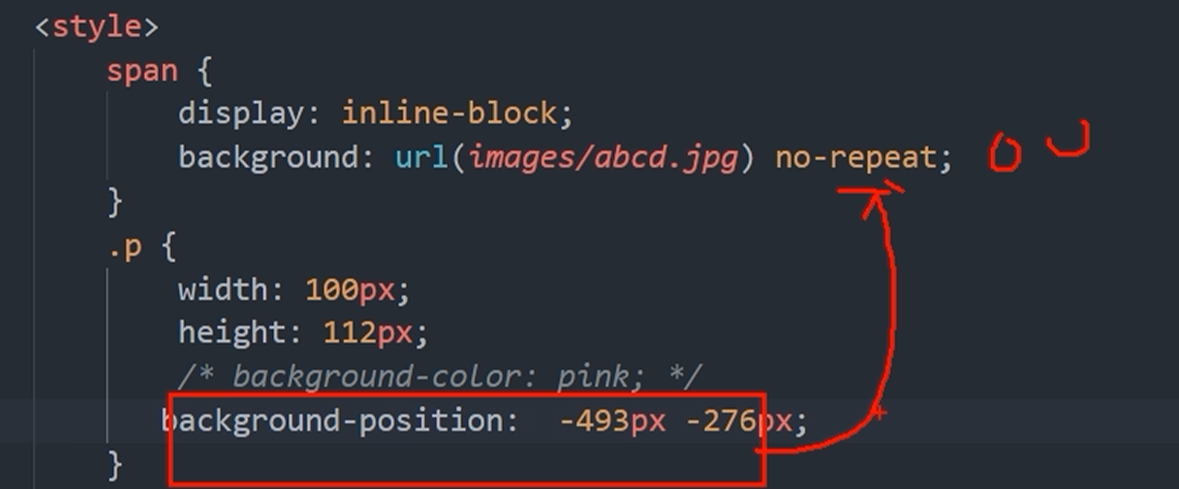 <style>
span {
display: inline-block;
background: url(images/abcd.jpg) no-repeat;
}
.p {
width: 100px;
height: 112px;
/* background-color: pink; */
background-position: -493px -276px;
}